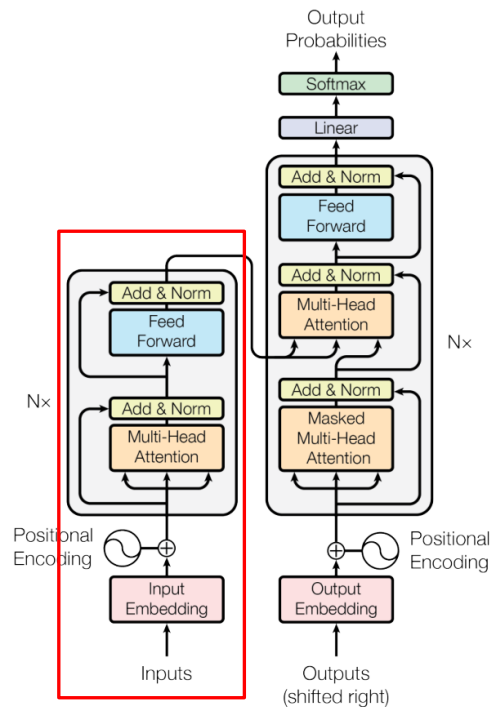 Output
Probabilities
Softmax
Linear
Add & Norm
Feed
Forward
Add & Norm
Multi-Head
Attention
Add & Norm
Masked
Multi-Head
Attention
N×
Positional
Encoding
Output
Embedding
Outputs
(shifted right)
Add & Norm
Feed
Forward
Add & Norm
Multi-Head
Attention
N×
Positional
Encoding
Input
Embedding
Inputs